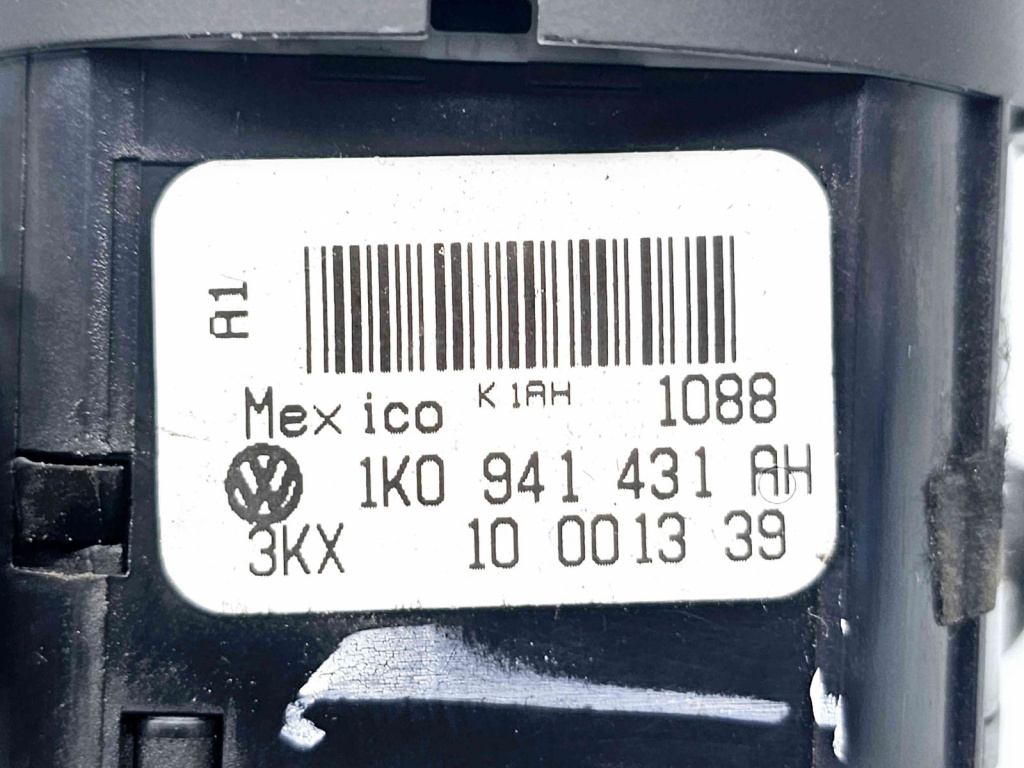 A1
Mexico K1AH 1088
1K0 941 431 AH
3KX 10 0013 39